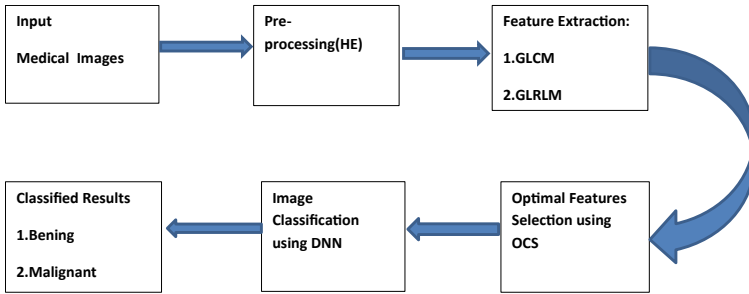 Input
Medical Images
Pre-
processing(HE)
Feature Extraction:
1.GLCM
2.GLRLM
Classified Results
1.Bening
2.Malignant
Image
Classification
using DNN
Optimal Features
Selection using
OCS